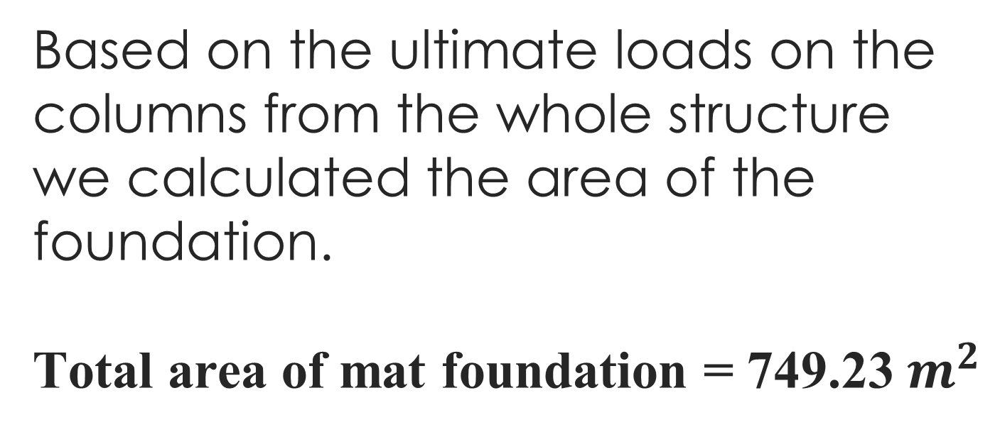 Based on the ultimate loads on the
columns from the whole structure
we calculated the area of the
foundation.
Total area of mat foundation = 749.23 m²